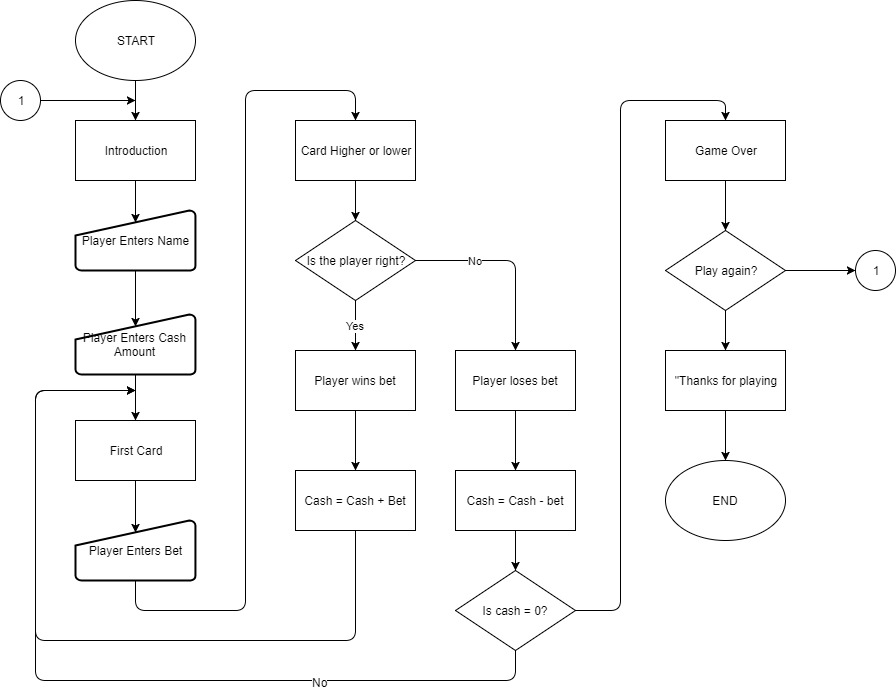 START
1
Introduction
Player Enters Name
Player Enters Cash
Amount
First Card
Player Enters Bet
Card Higher or lower
Is the player right?
No
Yes
Player wins bet
Player loses bet
Cash = Cash + Bet
Cash = Cash - bet
Is cash = 0?
No
Game Over
Play again?
1
"Thanks for playing
END